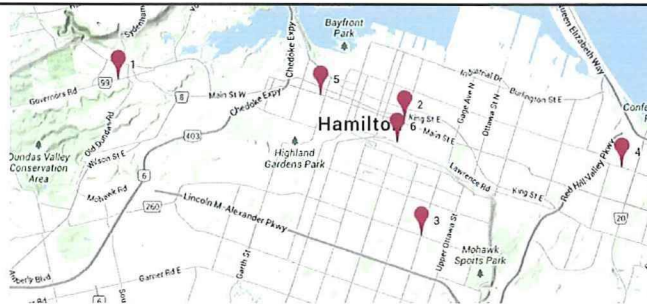 Sydenham
Bayfront
Park
Queen Elizabeth Way
1
59
Governors Rd
Main St W
8
Chedoke Expy
Chedoke Expy
5
Industrial Dr
Burlington St E
Gage Ave N
Ottawa St N
2
King St E
Main St E
6
Hamilton
403
Old Dundas Rd
Wilson St E
Dundas Valley
Conservation
Area
Highland
Gardens Park
Lawrence Rd
King St E
Red Hill Valley Pkwy
4
20
Mohawk Rd
6
260
Lincoln M. Alexander Pkwy
3
Upper Ottawa St
Mohawk
Sports Park
Garth St
Garner Rd E
6